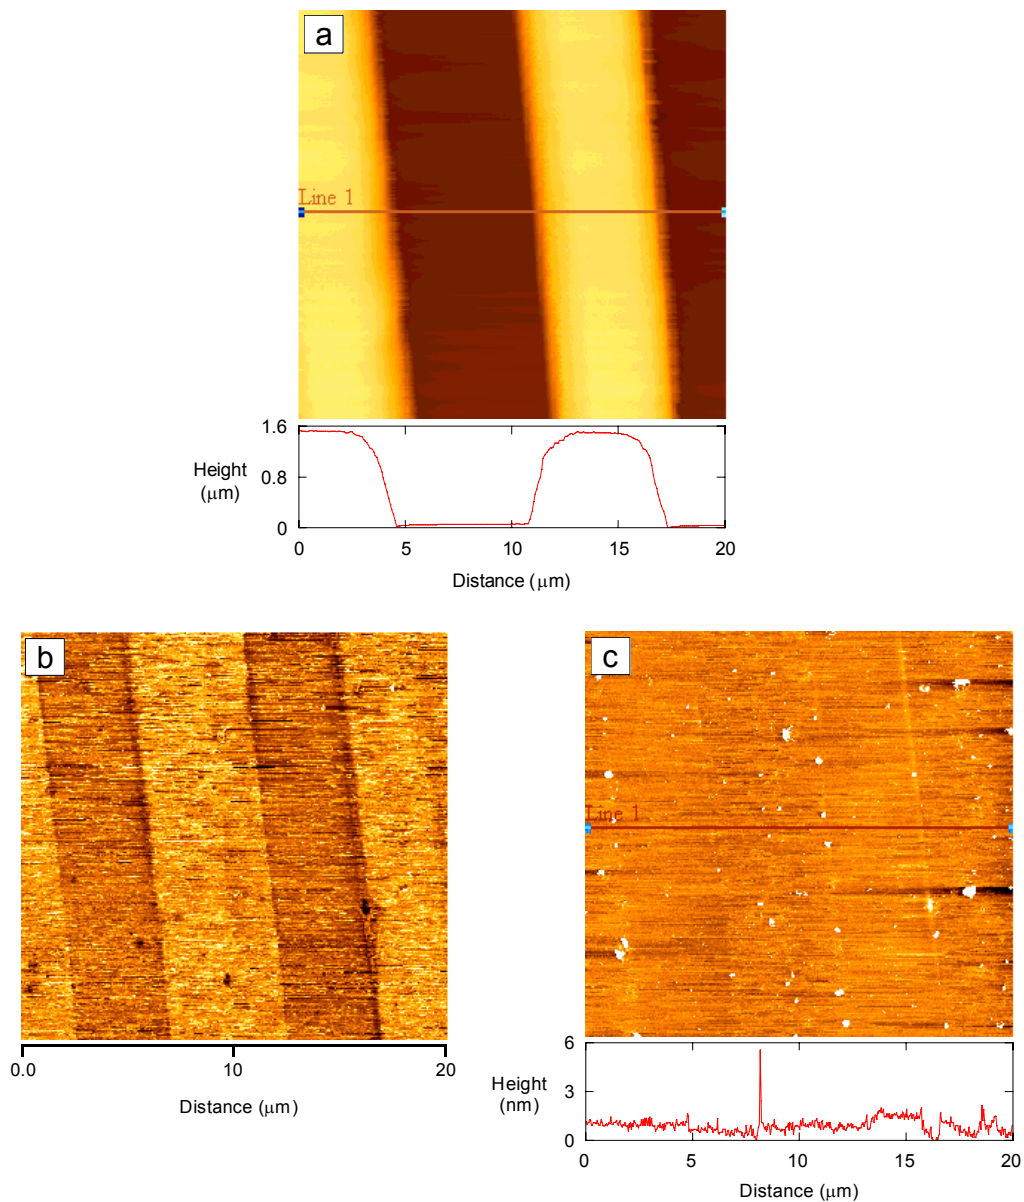 a
Line 1
1.6
Height
(μm)
0.8
0
0 5 10 15 20
Distance (μm)
b
0.0 10 20
Distance (μm)
c
Line 1
6
Height
(nm)
3
0
0 5 10 15 20
Distance (μm)